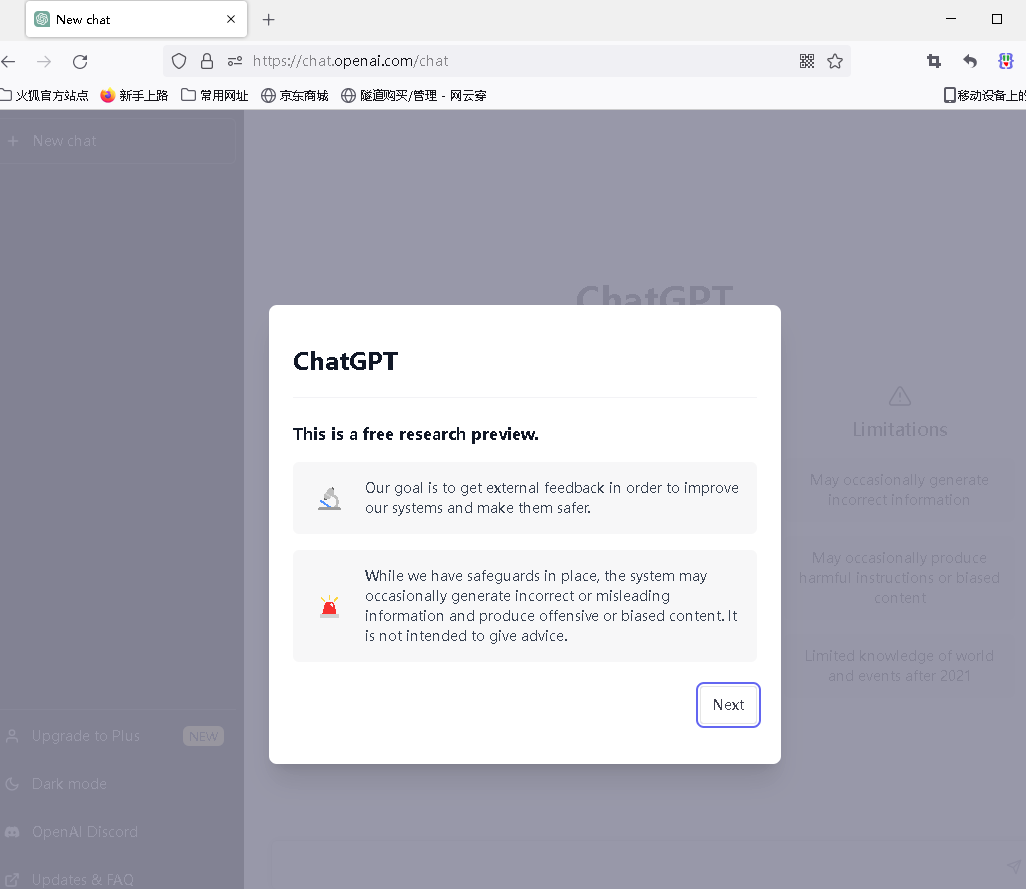 New chat
https://chat.openai.com/chat
火狐官方站点
新手上路
常用网址
京东商城
隧道购买/管理 - 网云穿
移动设备上的
New chat
ChatGPT
ChatGPT
This is a free research preview.
Our goal is to get external feedback in order to improve
our systems and make them safer.
While we have safeguards in place, the system may
occasionally generate incorrect or misleading
information and produce offensive or biased content. It
is not intended to give advice.
Next
Limitations
May occasionally generate
incorrect information
May occasionally produce
harmful instructions or biased
content
Limited knowledge of world
and events after 2021
Upgrade to Plus
NEW
Dark mode
OpenAI Discord
Updates & FAQ